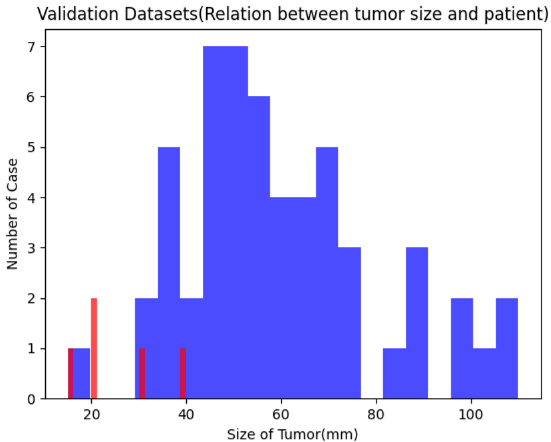 Validation Datasets(Relation between tumor size and patient)
7
6
5
4
3
2
1
0
Number of Case
20 40 60 80 100
Size of Tumor(mm)